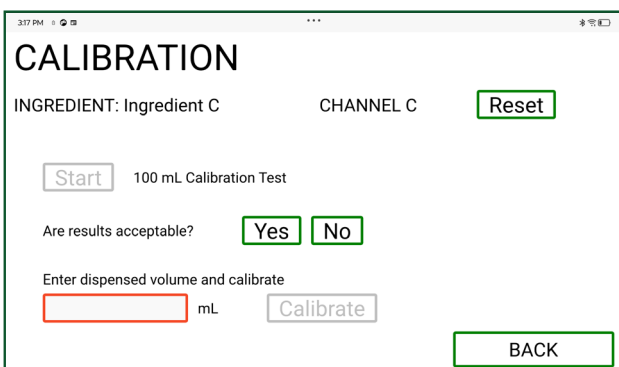 3:17 PM
CALIBRATION
INGREDIENT: Ingredient C CHANNEL C Reset
Start 100 mL Calibration Test
Are results acceptable? Yes No
Enter dispensed volume and calibrate
mL Calibrate
BACK